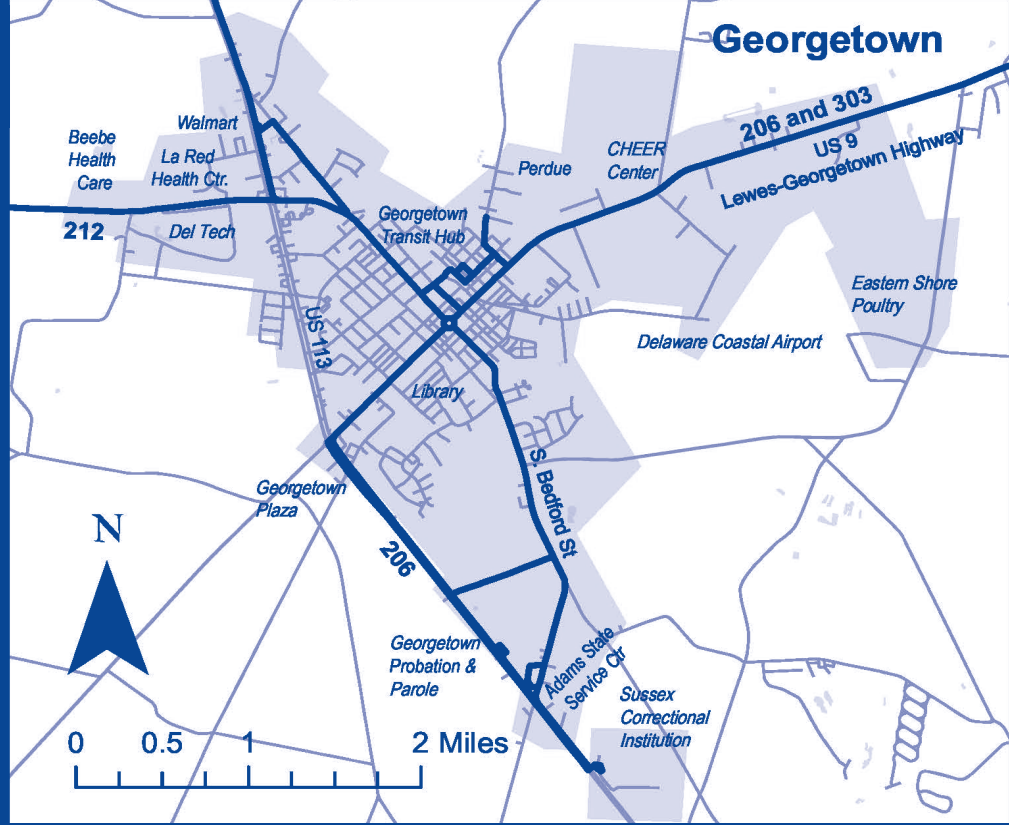 Georgetown
206 and 303
US 9
Lewes-Georgetown Highway
Walmart
Beebe
Health
Care
La Red
Health Ctr.
Perdue
CHEER
Center
212
Del Tech
Georgetown
Transit Hub
Eastern Shore
Poultry
US 113
Delaware Coastal Airport
Library
S. Bedford St
Georgetown
Plaza
N
206
Georgetown
Probation &
Parole
Adams State
Service Ctr
Sussex
Correctional
Institution
0 0.5 1 2 Miles